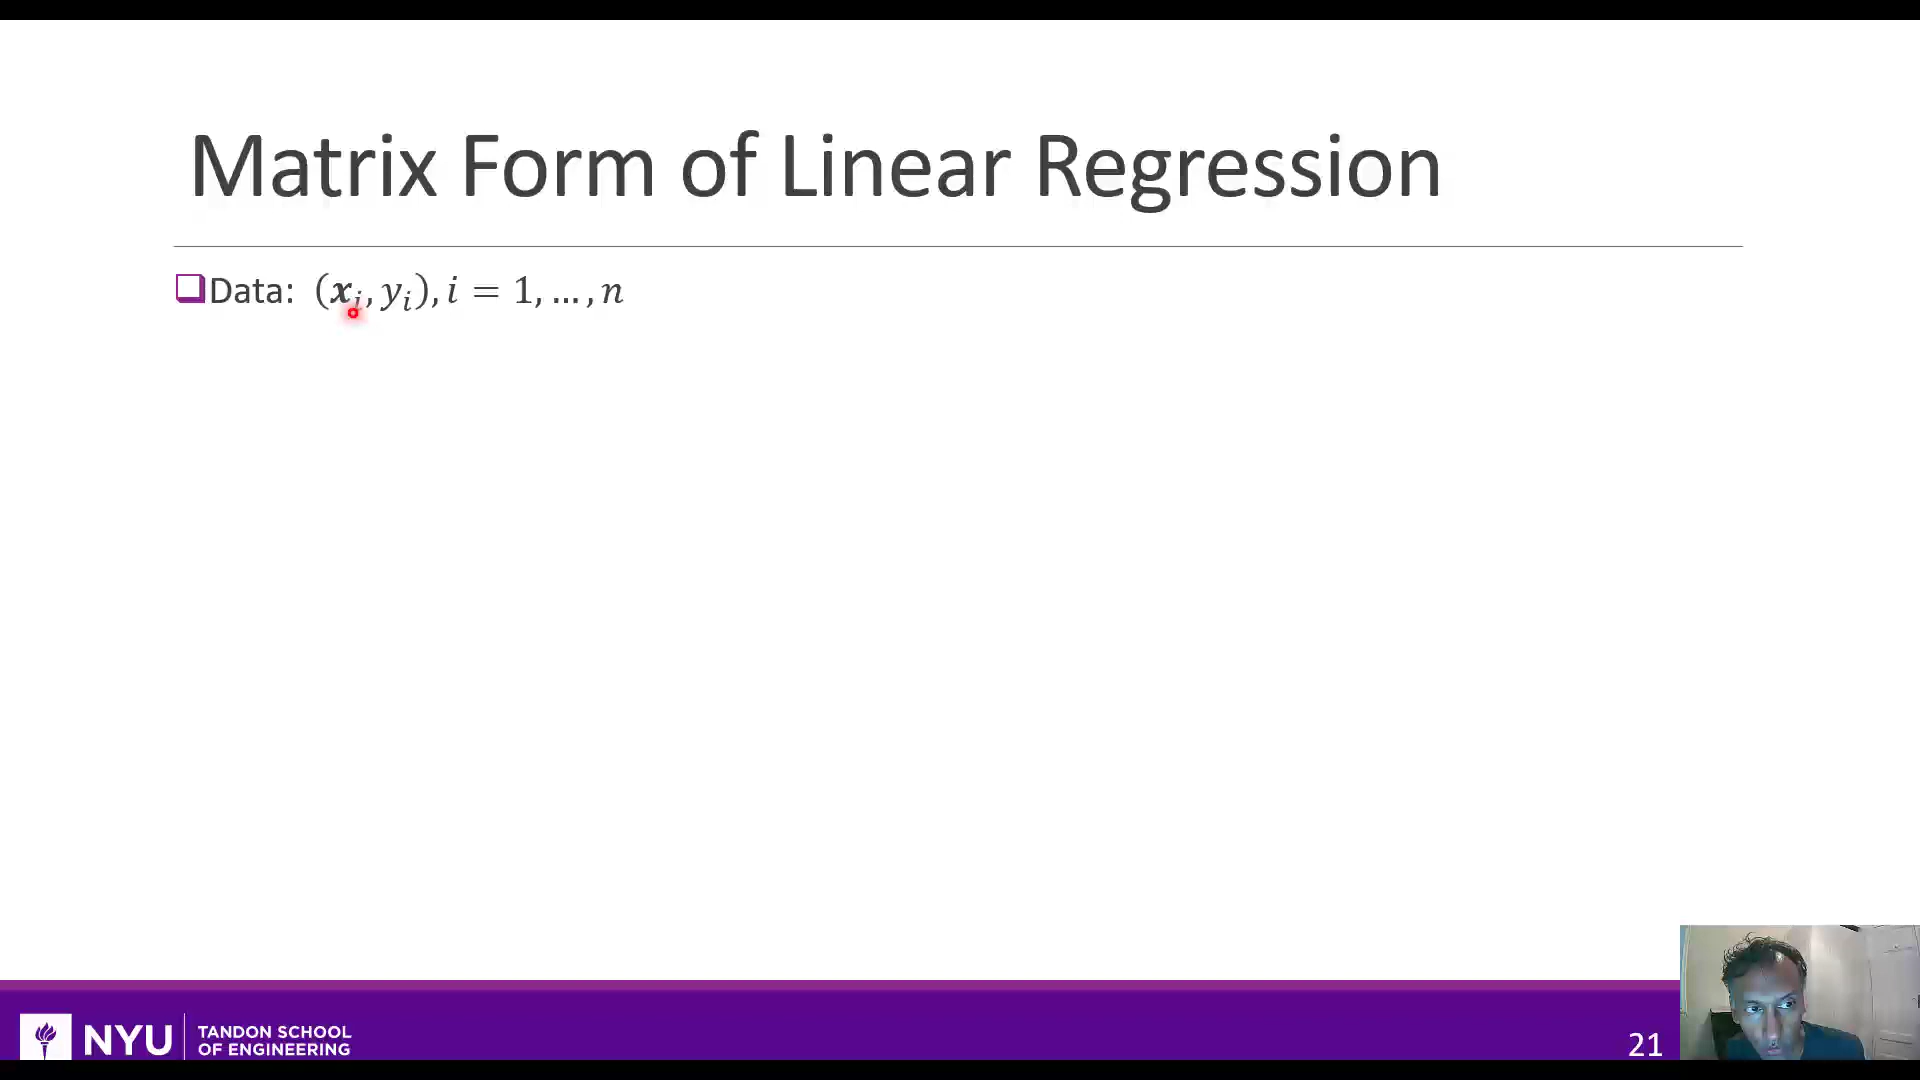 Matrix Form of Linear Regression
Data: (𝒙ᵢ, yᵢ), i = 1, … , n
NYU
TANDON SCHOOL
OF ENGINEERING
21